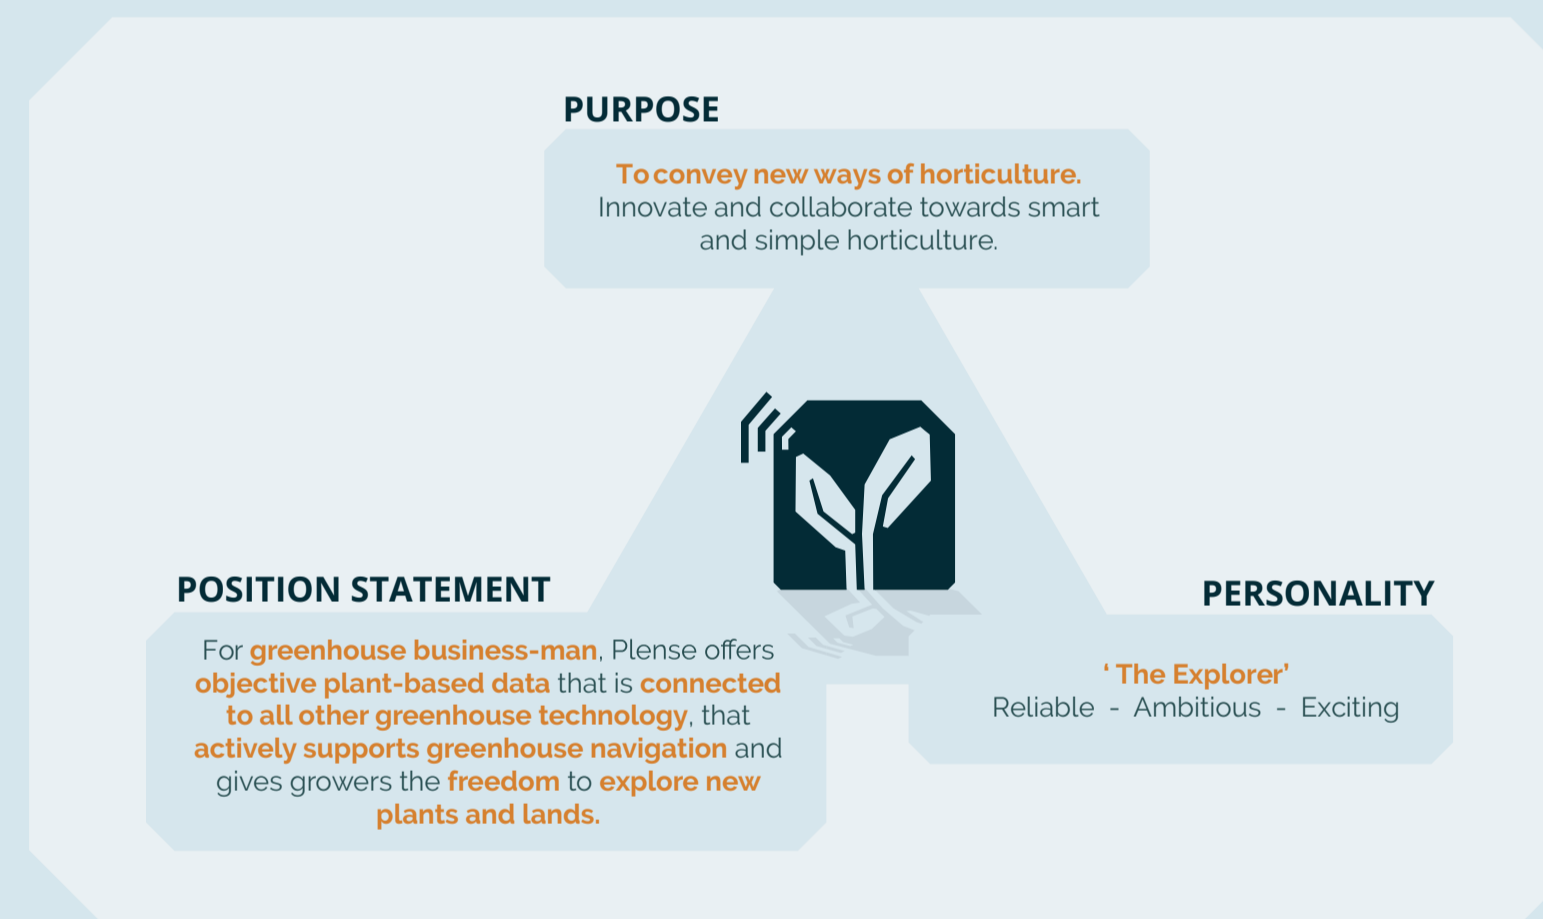 PURPOSE
To convey new ways of horticulture.
Innovate and collaborate towards smart
and simple horticulture.
POSITION STATEMENT
For greenhouse business-man, Plense offers
objective plant-based data that is connected
to all other greenhouse technology, that
actively supports greenhouse navigation and
gives growers the freedom to explore new
plants and lands.
PERSONALITY
‘ The Explorer’
Reliable - Ambitious - Exciting